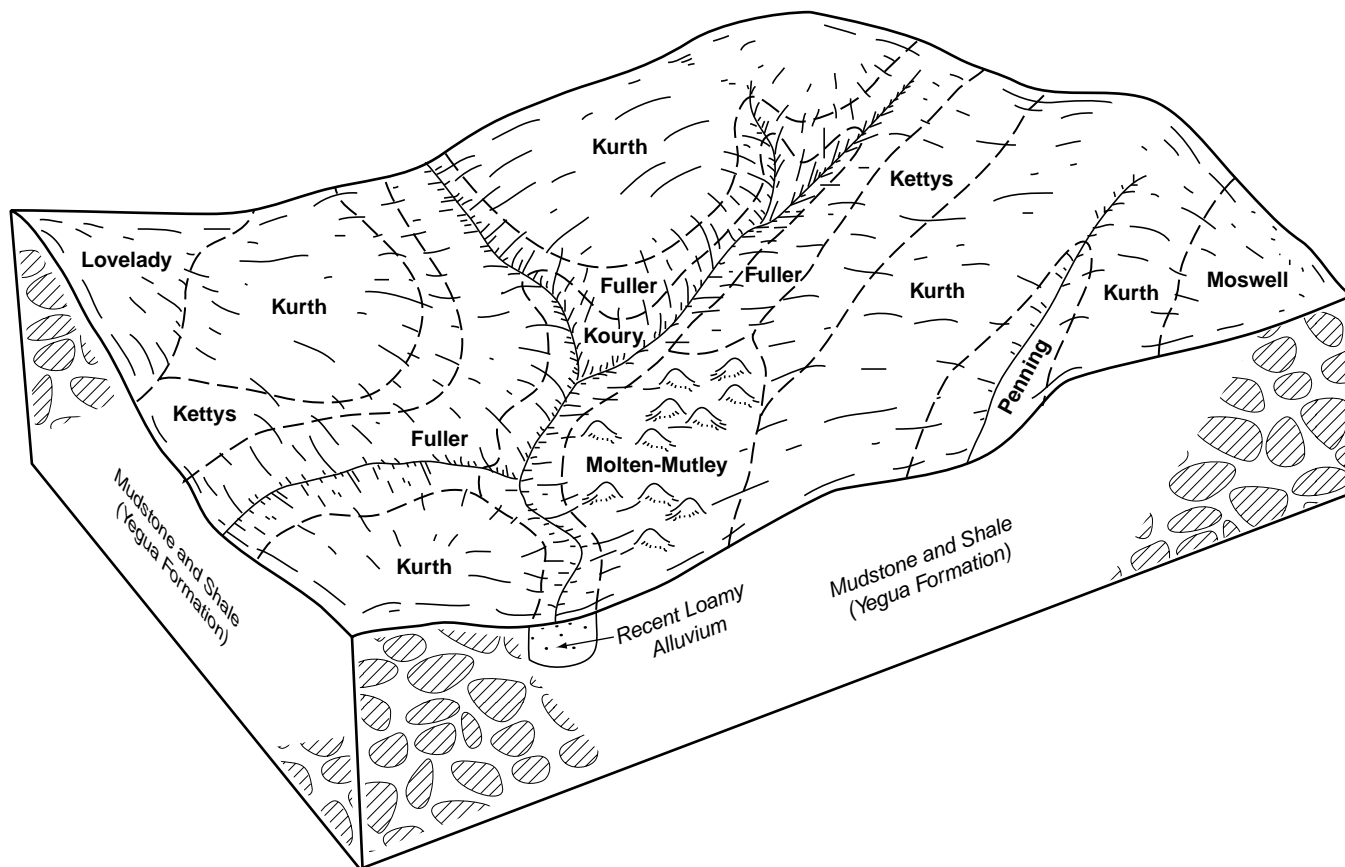 Kurth
Kettys
Lovelady
Kurth
Fuller
Fuller
Kurth
Kurth
Moswell
Koury
Penning
Kettys
Fuller
Molten-Mutley
Kurth
Mudstone and Shale
(Yegua Formation)
Recent Loamy
Alluvium
Mudstone and Shale
(Yegua Formation)